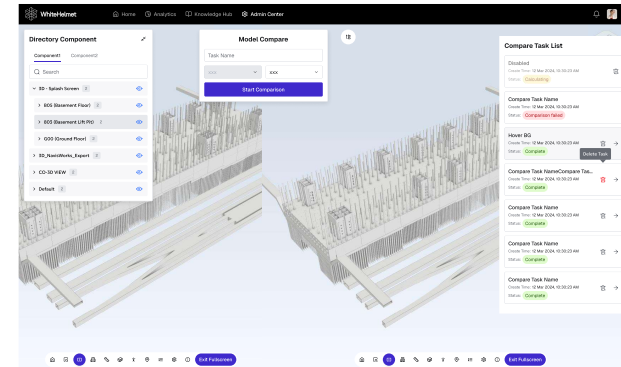 WhiteHelmet
Home
Analytics
Knowledge Hub
Admin Center
Directory Component
Component1
Component2
Search
3D - Splash Screen
B05 (Basement Floor)
B03 (Basement Lift Pit)
G00 (Ground Floor)
3D_NavisWorks_Export
CO-3D VIEW
Default
Model Compare
Task Name
xxx
xxx
Start Comparison
Compare Task List
Disabled
Create Time: 12 Mar 2024, 10:30:23 AM
Status: Calculating
Compare Task Name
Create Time: 12 Mar 2024, 10:30:23 AM
Status: Comparison failed
Hover BG
Create Time: 12 Mar 2024, 10:30:23 AM
Status: Complete
Delete Task
Compare Task NameCompare Tas...
Create Time: 12 Mar 2024, 10:30:23 AM
Status: Complete
Compare Task Name
Create Time: 12 Mar 2024, 10:30:23 AM
Status: Complete
Compare Task Name
Create Time: 12 Mar 2024, 10:30:23 AM
Status: Complete
Compare Task Name
Create Time: 12 Mar 2024, 10:30:23 AM
Status: Complete
Exit Fullscreen
Exit Fullscreen